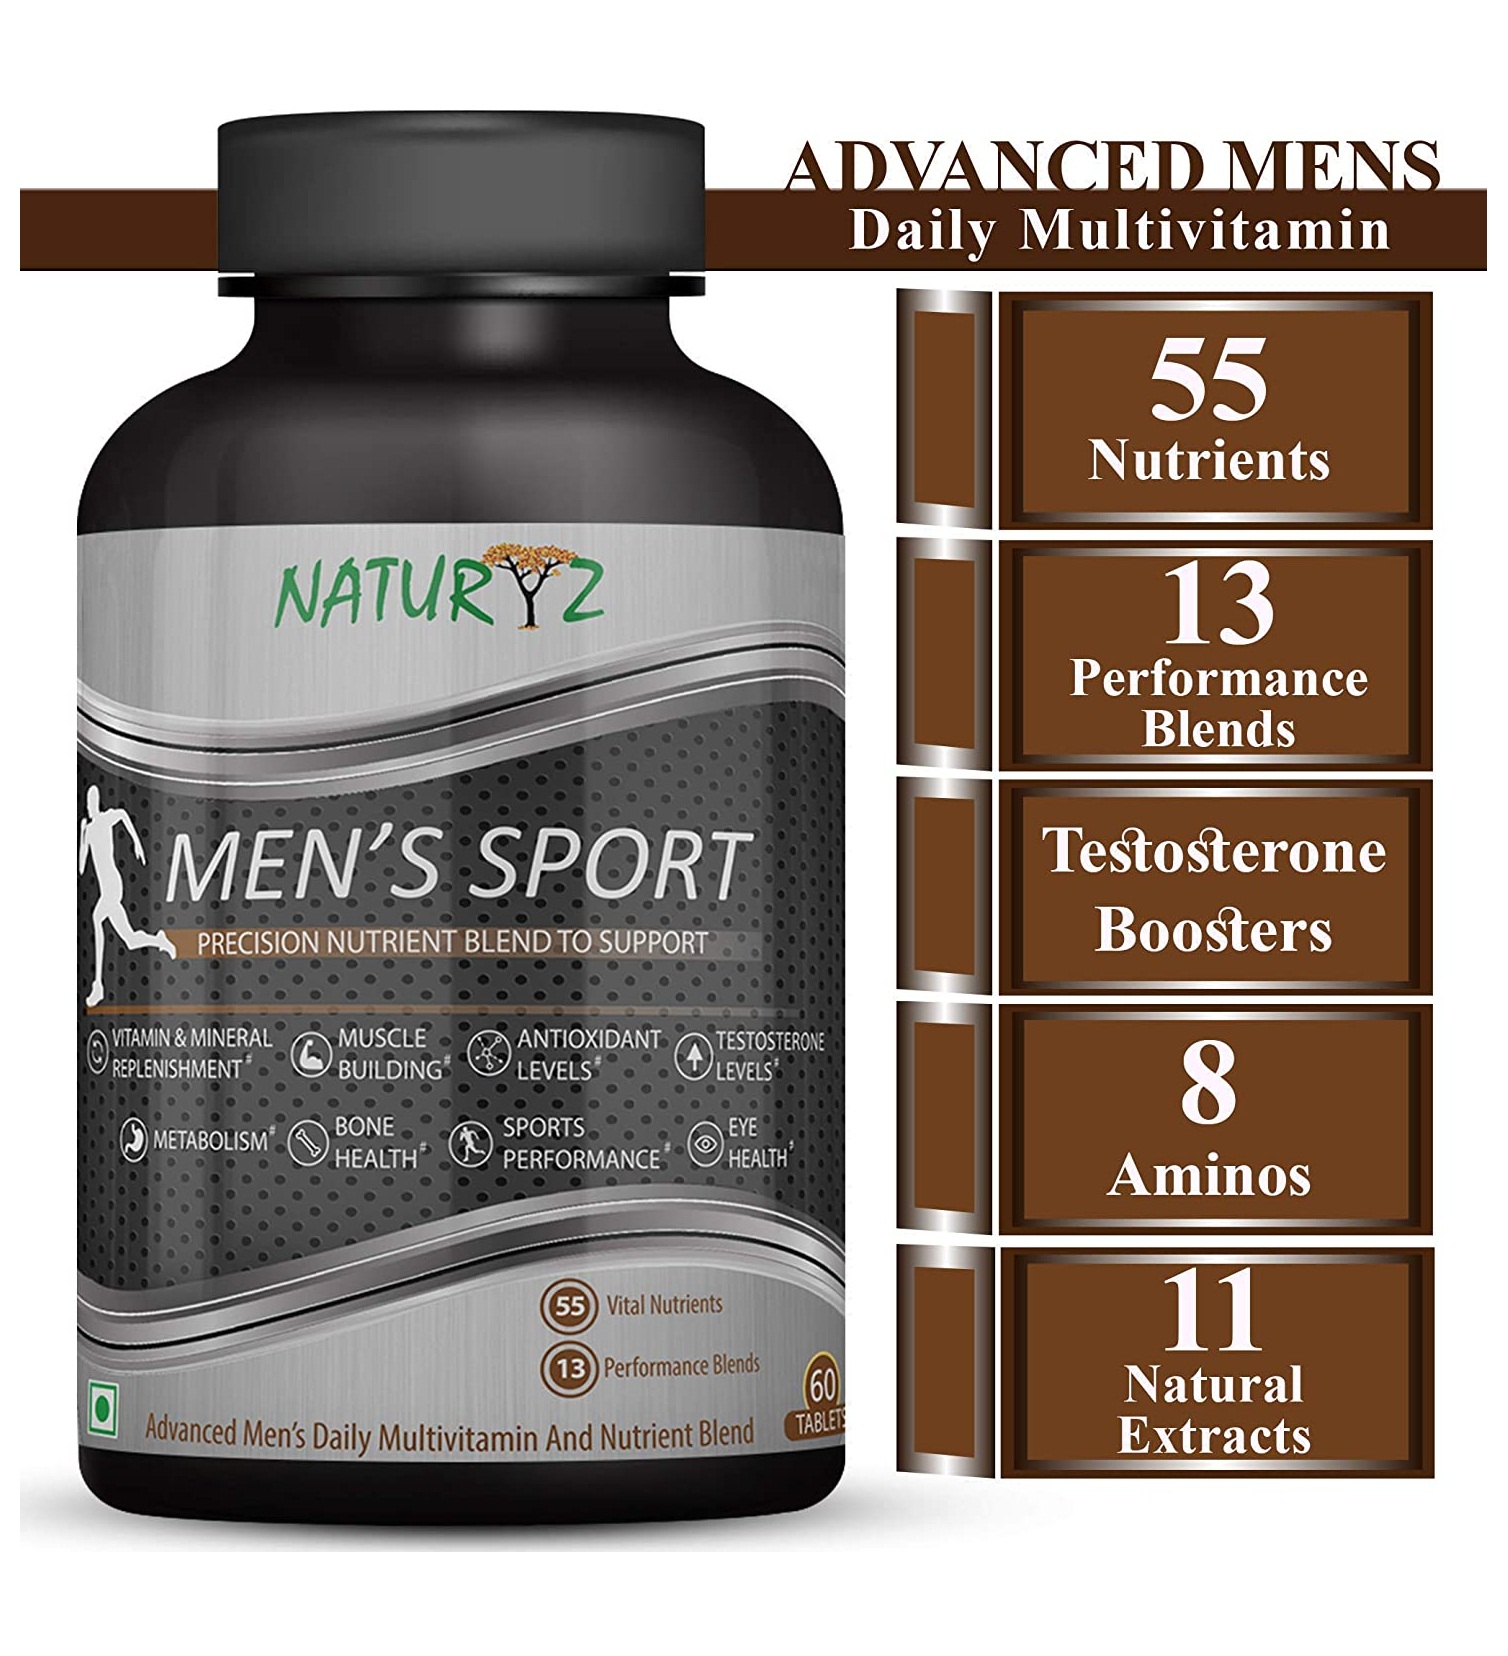 ADVANCED MENS
Daily Multivitamin
NATURYZ
MEN'S SPORT
PRECISION NUTRIENT BLEND TO SUPPORT
VITAMIN & MINERAL
REPLENISHMENT#
MUSCLE
BUILDING#
ANTIOXIDANT
LEVELS#
TESTOSTERONE
LEVELS#
METABOLISM#
BONE
HEALTH#
SPORTS
PERFORMANCE#
EYE
HEALTH#
55 Vital Nutrients
13 Performance Blends
60
TABLETS
Advanced Men's Daily Multivitamin And Nutrient Blend
55
Nutrients
13
Performance
Blends
Testosterone
Boosters
8
Aminos
11
Natural
Extracts